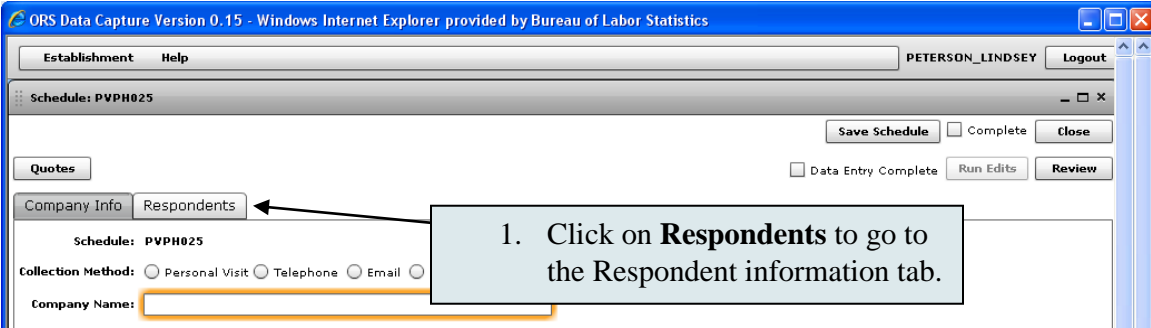 ORS Data Capture Version 0.15 - Windows Internet Explorer provided by Bureau of Labor Statistics
Establishment Help PETERSON_LINDSEY Logout
Schedule: PVPH025
Save Schedule Complete Close
Quotes Data Entry Complete Run Edits Review
Company Info Respondents
1. Click on Respondents to go to
the Respondent information tab.
Schedule: PVPH025
Collection Method: Personal Visit Telephone Email
Company Name: